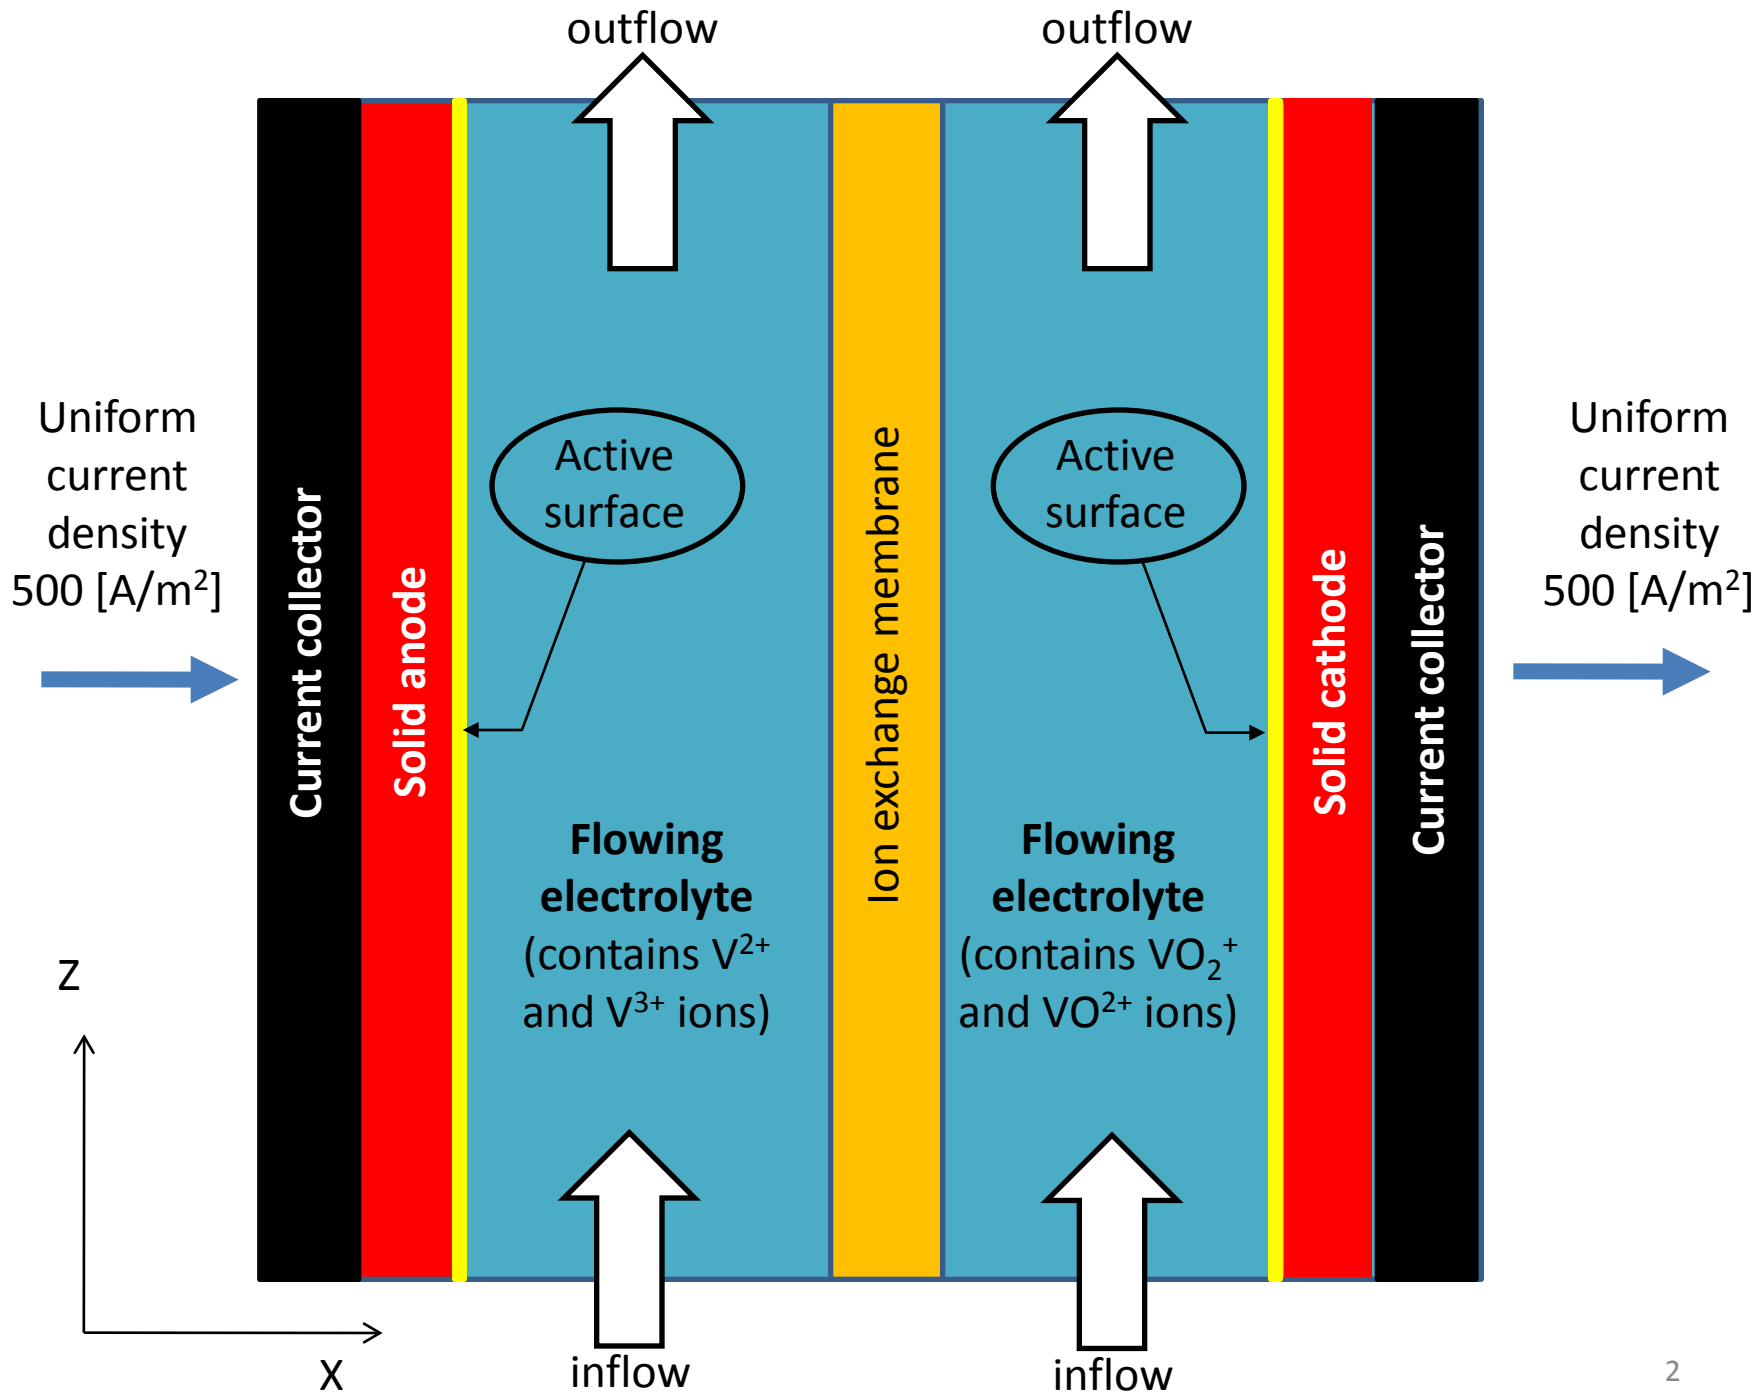 outflow
outflow
Uniform
current
density
500 [A/m²]
Current collector
Solid anode
Active
surface
Ion exchange membrane
Active
surface
Solid cathode
Current collector
Uniform
current
density
500 [A/m²]
Flowing
electrolyte
(contains V²⁺
and V³⁺ ions)
Flowing
electrolyte
(contains VO₂⁺
and VO²⁺ ions)
Z
X
inflow
inflow
2